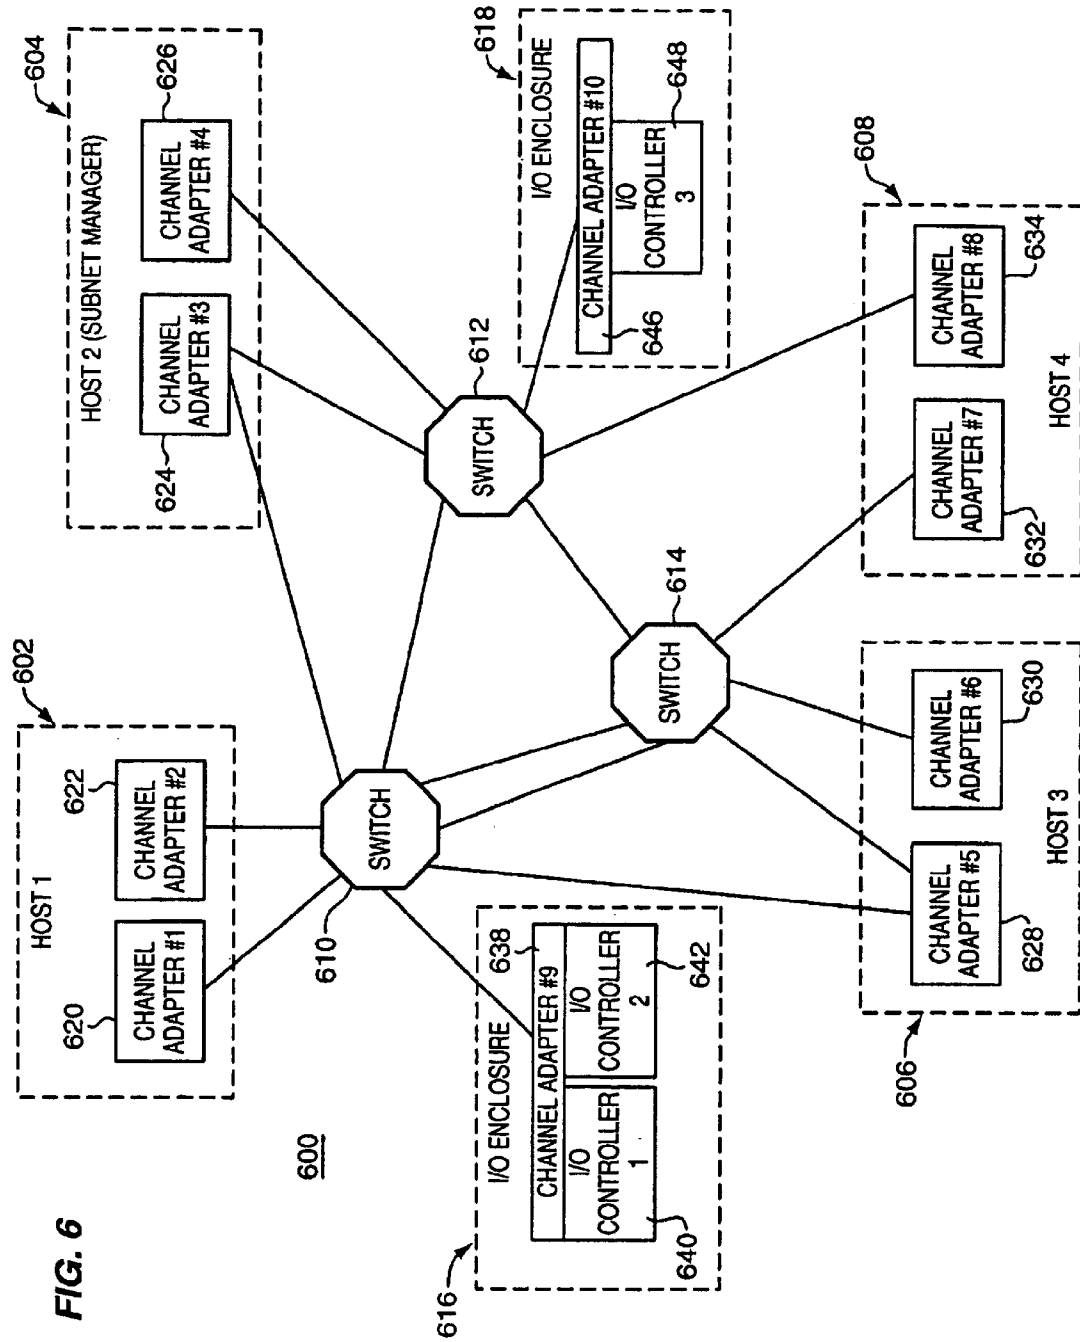 HOST 1
602
620
622
CHANNEL
ADAPTER #1
CHANNEL
ADAPTER #2
HOST 2 (SUBNET MANAGER)
604
624
626
CHANNEL
ADAPTER #3
CHANNEL
ADAPTER #4
FIG. 6
600
610
SWITCH
612
SWITCH
614
SWITCH
616
I/O ENCLOSURE
CHANNEL ADAPTER #9
638
I/O
CONTROLLER
1
I/O
CONTROLLER
2
640
642
618
I/O ENCLOSURE
CHANNEL ADAPTER #10
646
I/O
CONTROLLER
3
648
606
CHANNEL
ADAPTER #5
CHANNEL
ADAPTER #6
628
630
HOST 3
608
CHANNEL
ADAPTER #7
CHANNEL
ADAPTER #8
632
634
HOST 4